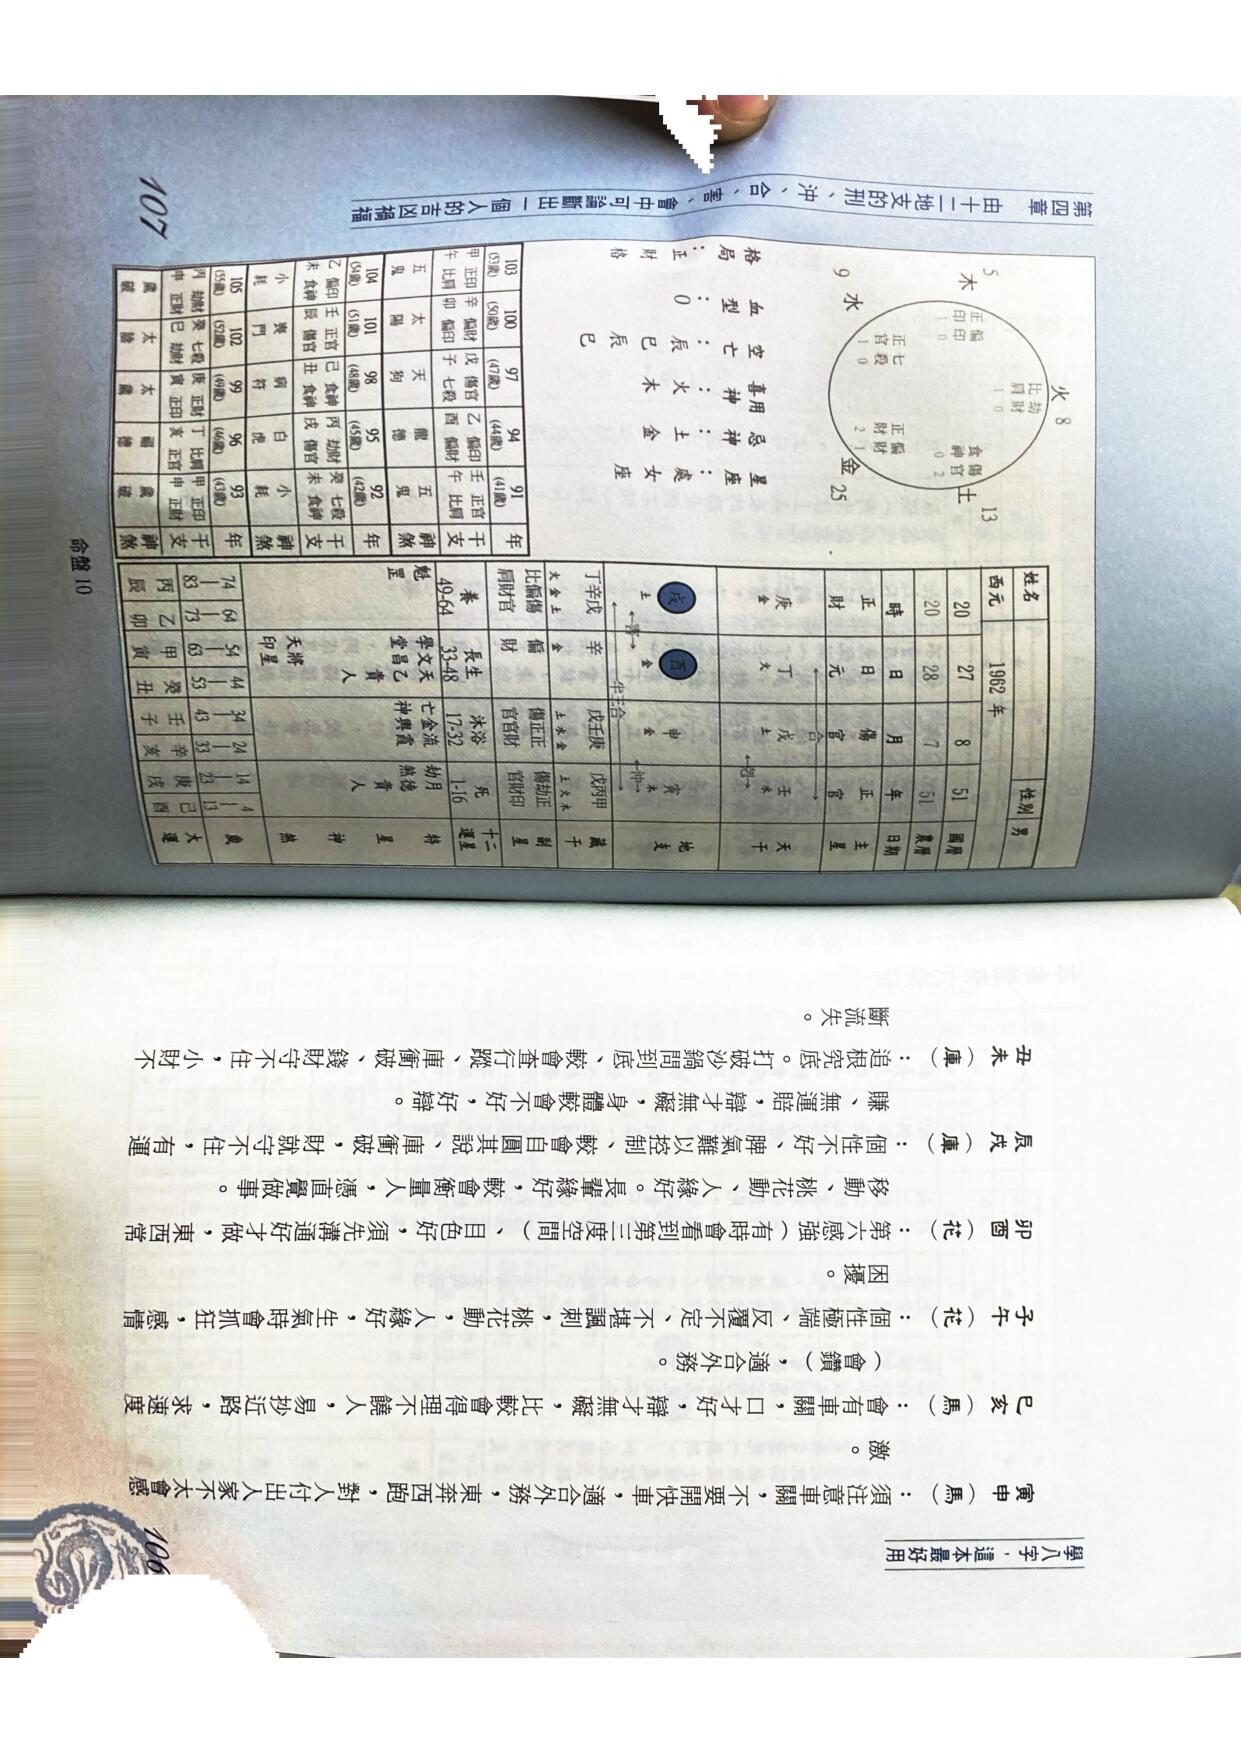 學八字，這本最好用
寅申（馬）：須注意車關，不要開快車，適合外務，東奔西跑，對人付出人家不太會感
激。
巳亥（馬）：會有車關，口才好，辯才無礙，比較會得理不饒人，易抄近路，求速度
（會鑽），適合外務。
子午（花）：個性極端、反覆不定、不堪諷刺，桃花動，人緣好，生氣時會抓狂，感情
困擾。
卯酉（花）：第六感強（有時會看到第三度空間）、目色好，須先溝通好才做，東西常
移動、桃花動、人緣好。長輩緣好，較會衡量人，憑直覺做事。
辰戌（庫）：個性不好、脾氣難以控制、較會自圓其說、庫衝破，財就守不住，有運
賺、無運賠，辯才無礙，身體較會不好，好辯。
丑未（庫）：追根究底。打破沙鍋問到底、較會查行蹤、庫衝破、錢財守不住，小財不
斷流失。
106
姓名 性別 男
西元 1962 年
20 27 8 51 國曆
20 28 7 51 農曆
時 日 月 年 日期
正財 日元 傷官 正官 主星
合
庚金 丁火 戊土 壬水 天干
尅
戌土 酉金 申金 寅木 地支
害 沖
半三合
丁辛戊 辛 戊壬庚 戊丙甲 藏干
火金土 金 土水金 土火木
比肩 偏財 傷官 偏財 傷官 正官 正財 傷官 劫財 正印 副星
養 長生 沐浴 死 十二運星
49-64 33-48 17-32 1-16
魁罡 學堂 文昌 天乙貴人 天印 將星 亡神 金輿 流霞 劫煞 月德貴人 特星神煞
74-83 64-73 54-63 44-53 34-43 24-33 14-23 4-13 歲
丙辰 乙卯 甲寅 癸丑 壬子 辛亥 庚戌 己酉 大運
火 8
比肩 1 劫財 0
5 木
正印 1 偏印 0
13 土
食神 0 傷官 2
9 水
正官 1 七殺 0
金 25
正財 2 偏財 1
星座：處女座
忌神：土金
喜用神：火木
空亡：辰巳辰巳
血型：O
格局：正財格
103 100 97 94 91 年
(53歲) (50歲) (47歲) (44歲) (41歲)
甲 正印 辛 偏財 戊 傷官 乙 偏印 壬 正官 干
午 比肩 卯 偏印 子 七殺 酉 偏財 午 比肩 支
五鬼 太陽 天狗 龍德 五鬼 神煞
104 101 98 95 92 年
(54歲) (51歲) (48歲) (45歲) (42歲)
乙 偏印 壬 正官 己 食神 丙 劫財 癸 七殺 干
未 食神 辰 傷官 丑 食神 戌 傷官 未 食神 支
小耗 喪門 病符 白虎 小耗 神煞
105 102 99 96 93 年
(55歲) (52歲) (49歲) (46歲) (43歲)
丙 劫財 癸 七殺 庚 正財 丁 比肩 甲 正印 干
申 正財 巳 劫財 寅 正印 亥 正官 申 正財 支
歲破 太陰 太歲 福德 歲破 神煞
命盤 10
第四章 由十二地支的刑、沖、合、害、會中可論斷出一個人的吉凶禍福
107